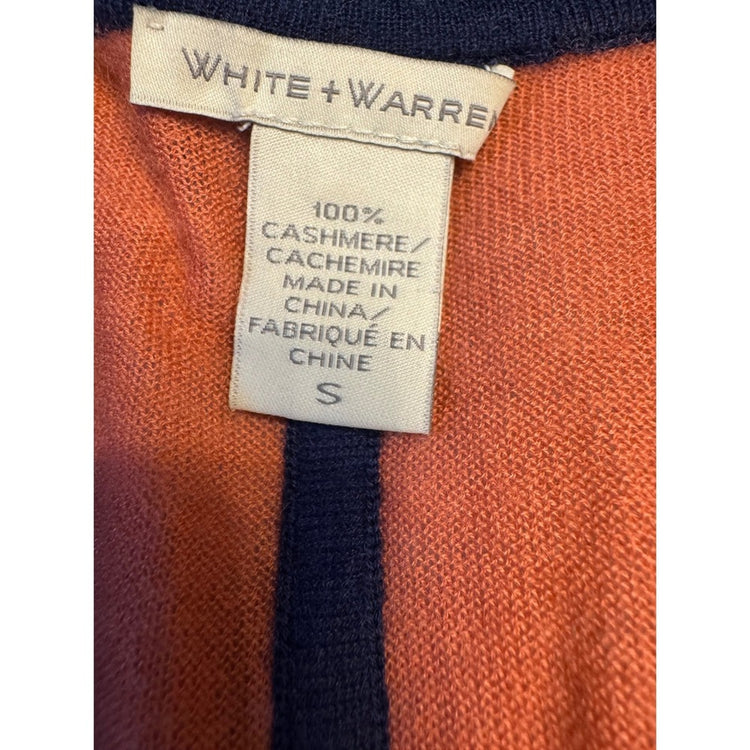 WHITE + WARREN
100%
CASHMERE/
CACHEMIRE
MADE IN
CHINA/
FABRIQUÉ EN
CHINE
S